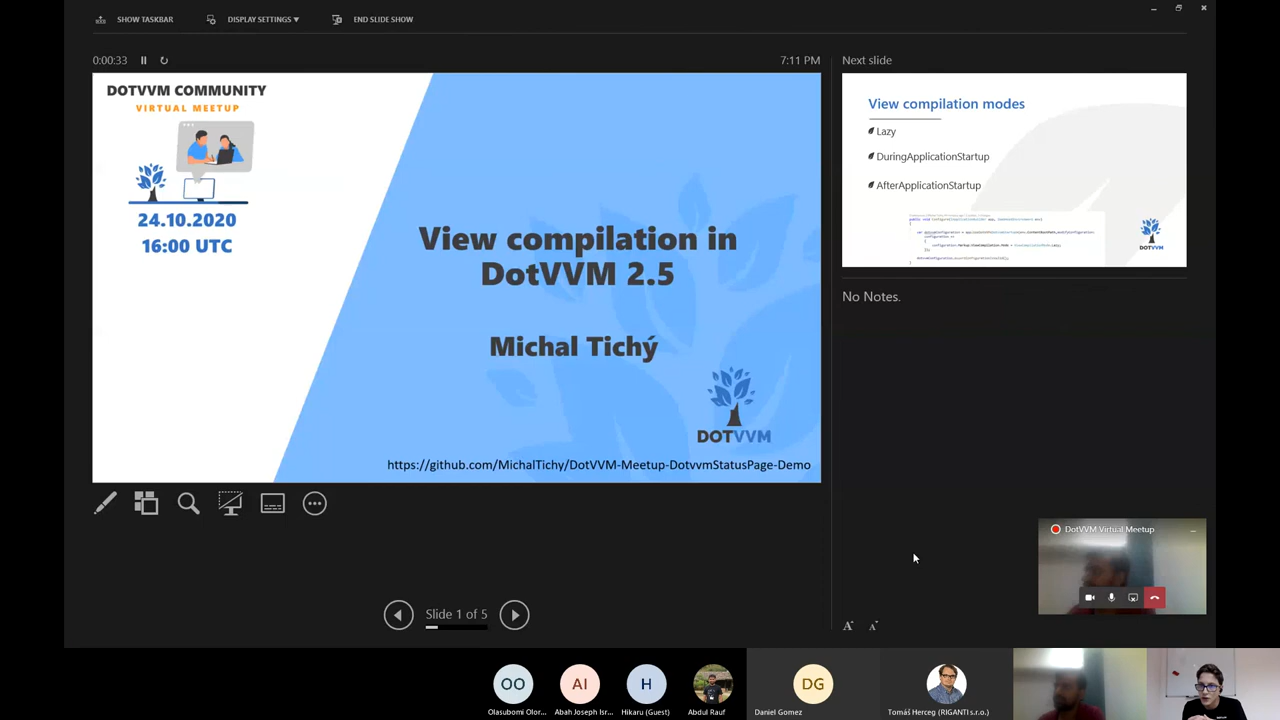 SHOW TASKBAR
DISPLAY SETTINGS ▼
END SLIDE SHOW
0:00:33
7:11 PM
DOTVVM COMMUNITY
VIRTUAL MEETUP
24.10.2020
16:00 UTC
View compilation in
DotVVM 2.5
Michal Tichý
DOTVVM
https://github.com/MichalTichy/DotVVM-Meetup-DotvvmStatusPage-Demo
Next slide
View compilation modes
Lazy
DuringApplicationStartup
AfterApplicationStartup
DOTVVM
No Notes.
Slide 1 of 5
DotVVM Virtual Meetup
A
A
OO
AI
H
DG
Olasubomi Olor...
Abah Joseph Isr...
Hikaru (Guest)
Abdul Rauf
Daniel Gomez
Tomáš Herceg (RIGANTI s.r.o.)